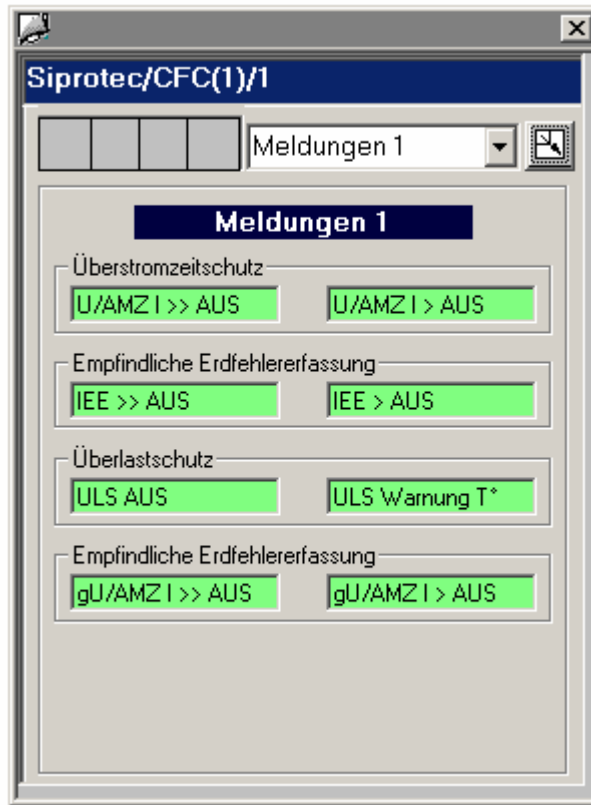 Siprotec/CFC(1)/1
Meldungen 1
Meldungen 1
Überstromzeitschutz
U/AMZ I >> AUS U/AMZ I > AUS
Empfindliche Erdfehlererfassung
IEE >> AUS IEE > AUS
Überlastschutz
ULS AUS ULS Warnung T°
Empfindliche Erdfehlererfassung
gU/AMZ I >> AUS gU/AMZ I > AUS